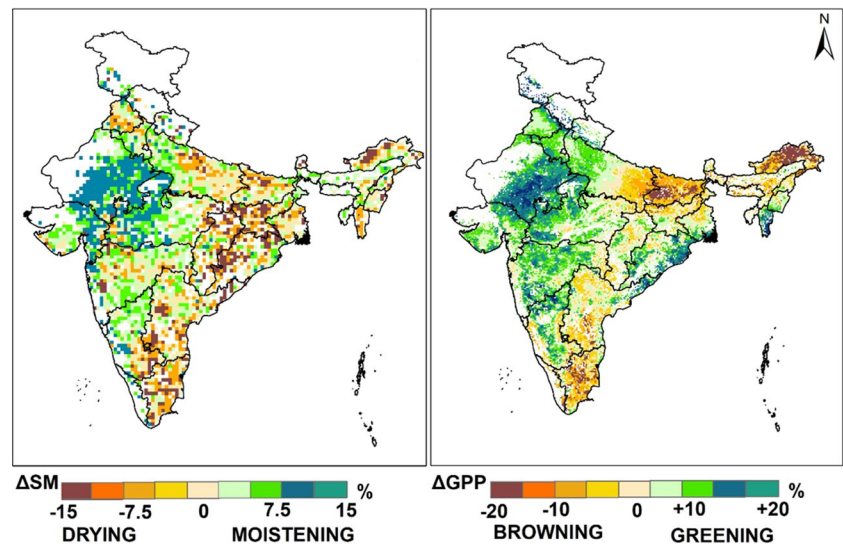 N
ΔSM
%
-15 -7.5 0 7.5 15
DRYING MOISTENING
ΔGPP
%
-20 -10 0 +10 +20
BROWNING GREENING